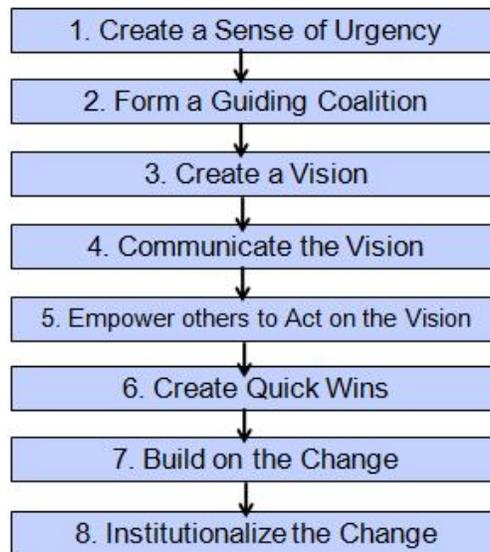 1. Create a Sense of Urgency
2. Form a Guiding Coalition
3. Create a Vision
4. Communicate the Vision
5. Empower others to Act on the Vision
6. Create Quick Wins
7. Build on the Change
8. Institutionalize the Change